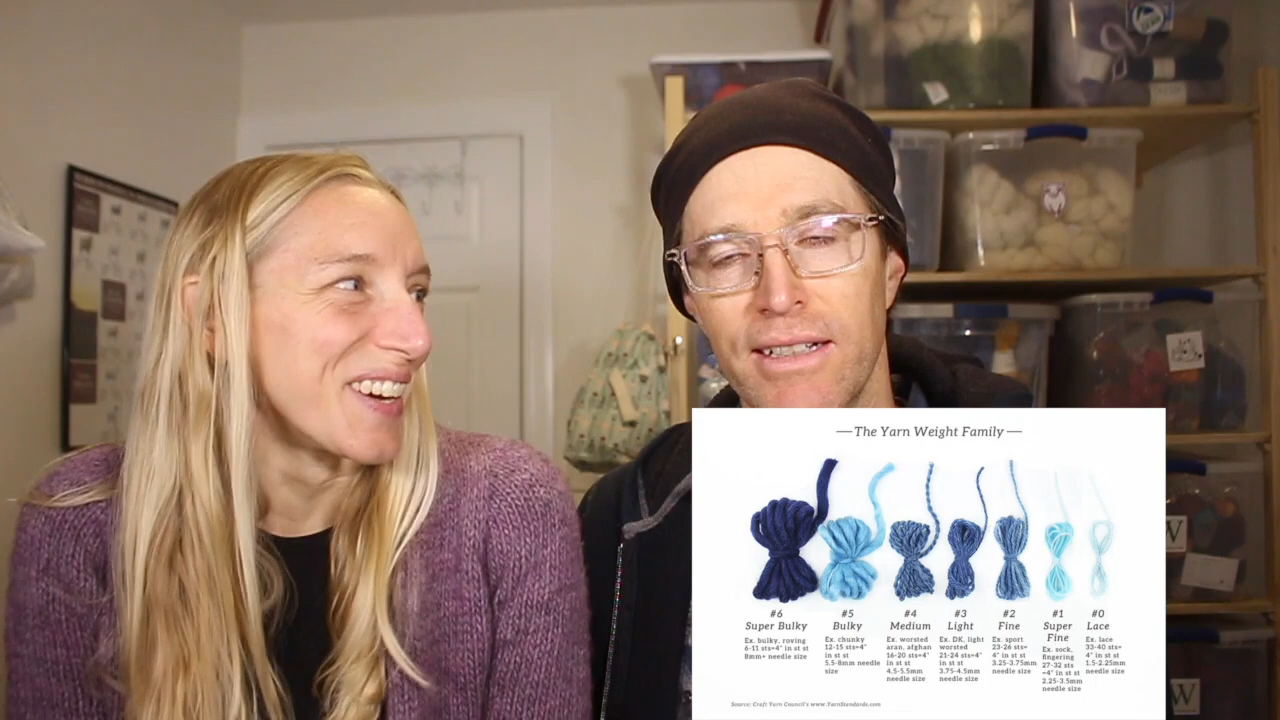 —The Yarn Weight Family—
#6
Super Bulky
Ex. bulky, roving
6-11 sts=4" in st st
8mm+ needle size
#5
Bulky
Ex. chunky
12-15 sts=4"
in st st
5.5-8mm needle
size
#4
Medium
Ex. worsted
aran, afghan
16-20 sts=4"
in st st
4.5-5.5mm
needle size
#3
Light
Ex. DK, light
worsted
21-24 sts=4"
in st st
3.75-4.5mm
needle size
#2
Fine
Ex. sport
23-26 st=
4" in st st
3.25-3.75mm
needle size
#1
Super
Fine
Ex. sock,
fingering
27-32 sts
=4" in st st
2.25-3.5mm
needle size
#0
Lace
Ex. lace
33-40 sts=
4" in st st
1.5-2.25mm
needle size
Source: Craft Yarn Council's www.YarnStandards.com
W
W